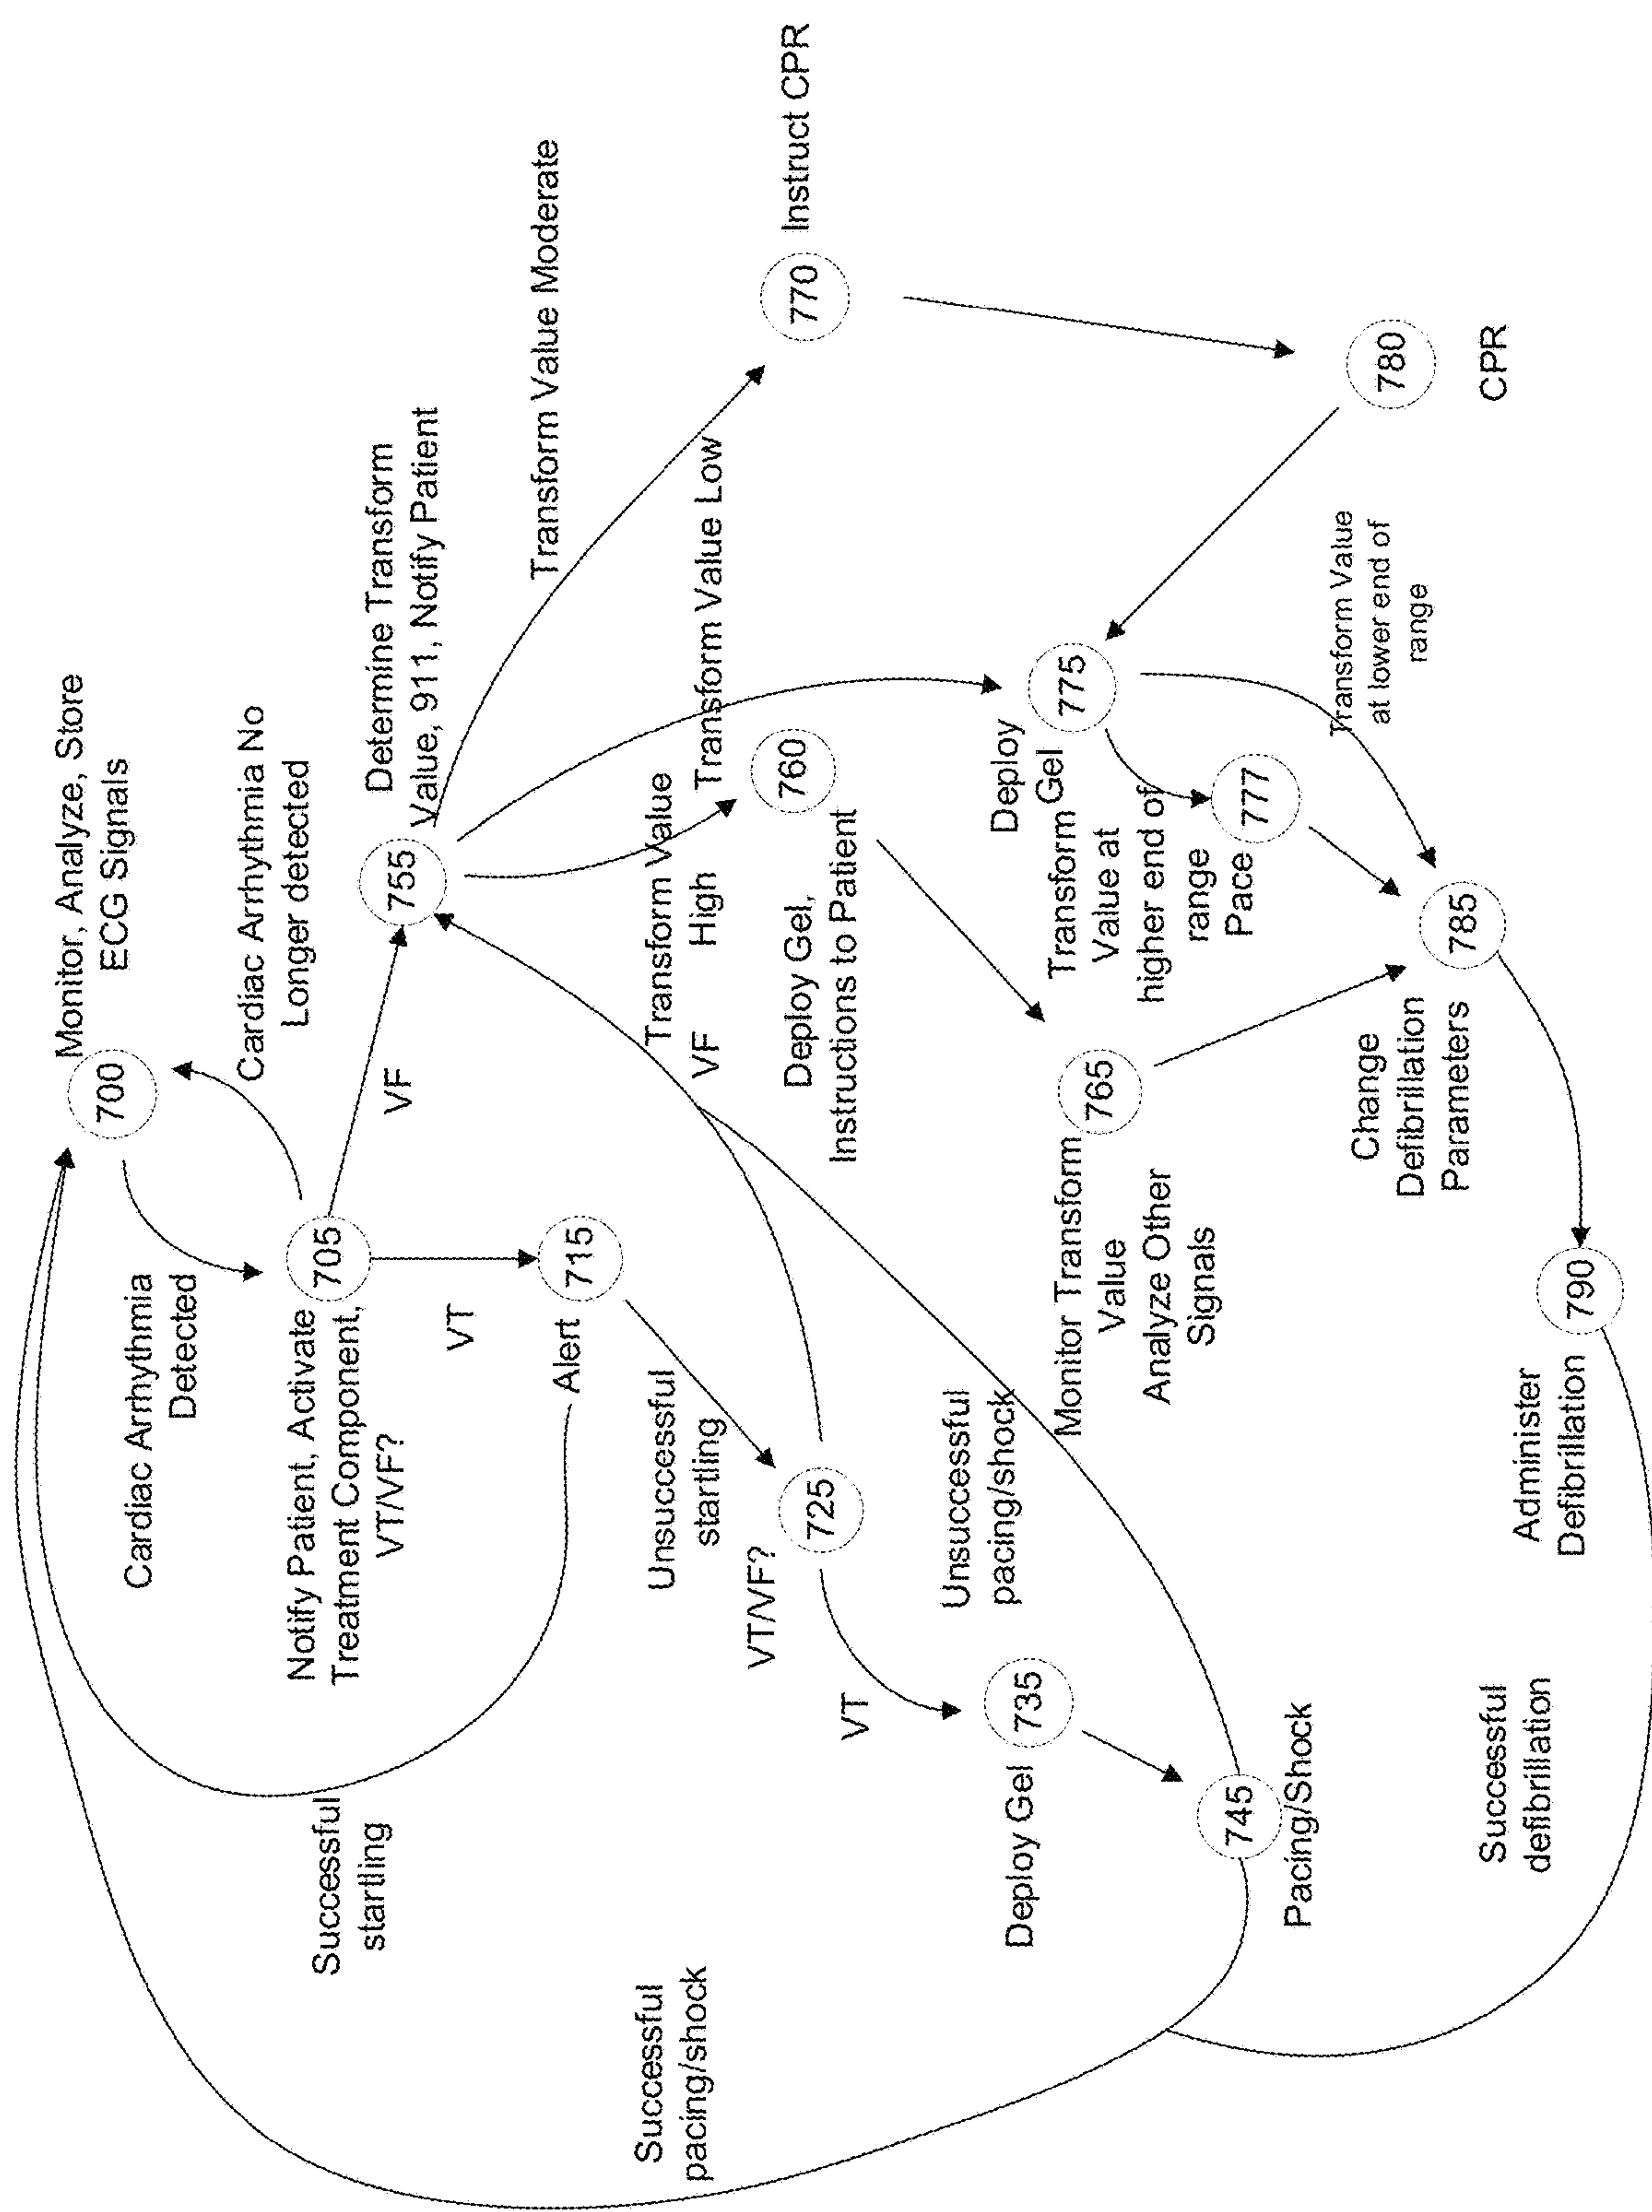 Monitor, Analyze, Store
ECG Signals
700
Cardiac Arrhythmia
Detected
Cardiac Arrhythmia No
Longer detected
705
Notify Patient, Activate
Treatment Component,
VT/VF?
VF
VT
Successful
startling
Alert
715
Unsuccessful
startling
725
VT/VF?
VT
VF
Deploy Gel
735
745
Pacing/Shock
Successful
pacing/shock
Unsuccessful
pacing/shock
755
Determine Transform
Value, 911, Notify Patient
Transform Value Moderate
Transform Value Low
Transform Value
High
760
Deploy Gel,
Instructions to Patient
765
Monitor Transform
Value
Analyze Other
Signals
770
Instruct CPR
780
CPR
775
Deploy
Gel
Transform
Value at
higher end of
range
Pace
777
Transform Value
at lower end of
range
785
Change
Defibrillation
Parameters
790
Administer
Defibrillation
Successful
defibrillation